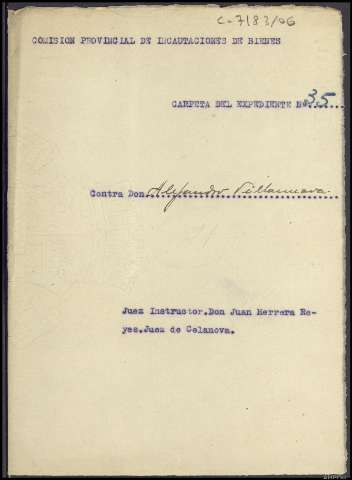 C-7183/06
COMISION PROVINCIAL DE INCAUTACIONES DE BIENES
CARPETA DEL EXPEDIENTE Nº 35
Contra Don Alejandro Villanueva
Juez Instructor.Don Juan Herrera Re-
yes.Juez de Celanova.